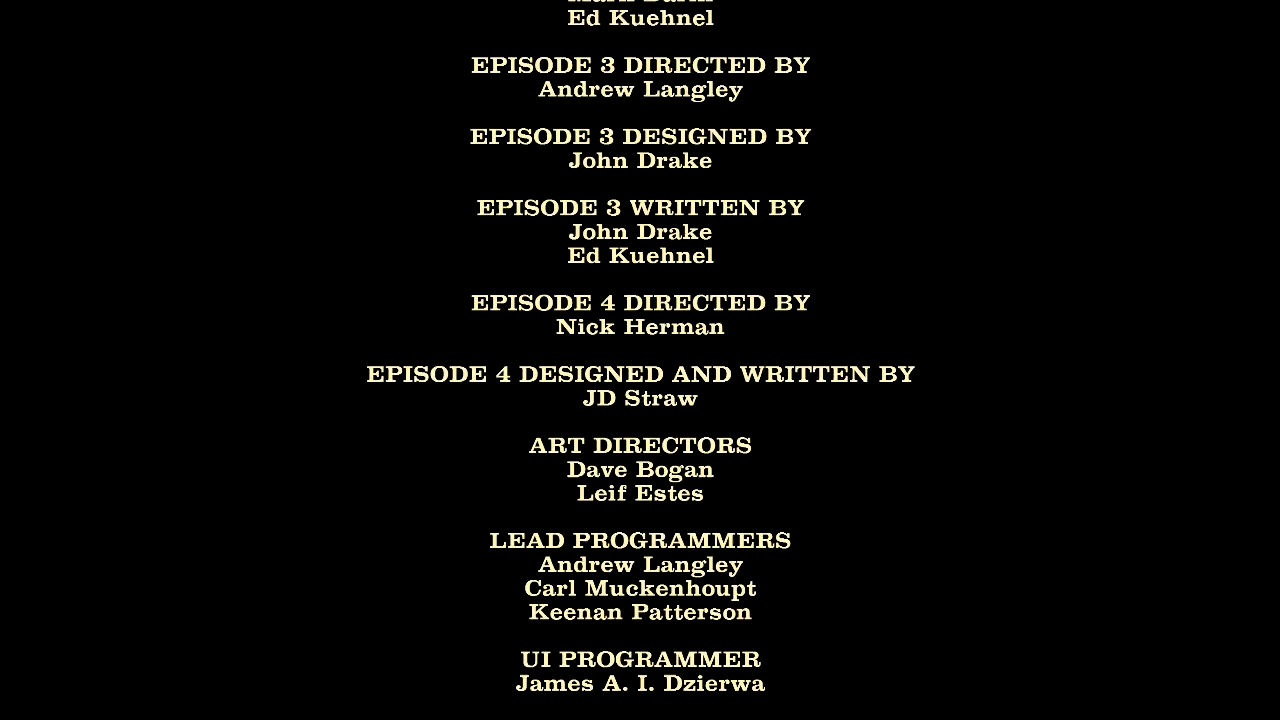 Ed Kuehnel
EPISODE 3 DIRECTED BY
Andrew Langley
EPISODE 3 DESIGNED BY
John Drake
EPISODE 3 WRITTEN BY
John Drake
Ed Kuehnel
EPISODE 4 DIRECTED BY
Nick Herman
EPISODE 4 DESIGNED AND WRITTEN BY
JD Straw
ART DIRECTORS
Dave Bogan
Leif Estes
LEAD PROGRAMMERS
Andrew Langley
Carl Muckenhoupt
Keenan Patterson
UI PROGRAMMER
James A. I. Dzierwa